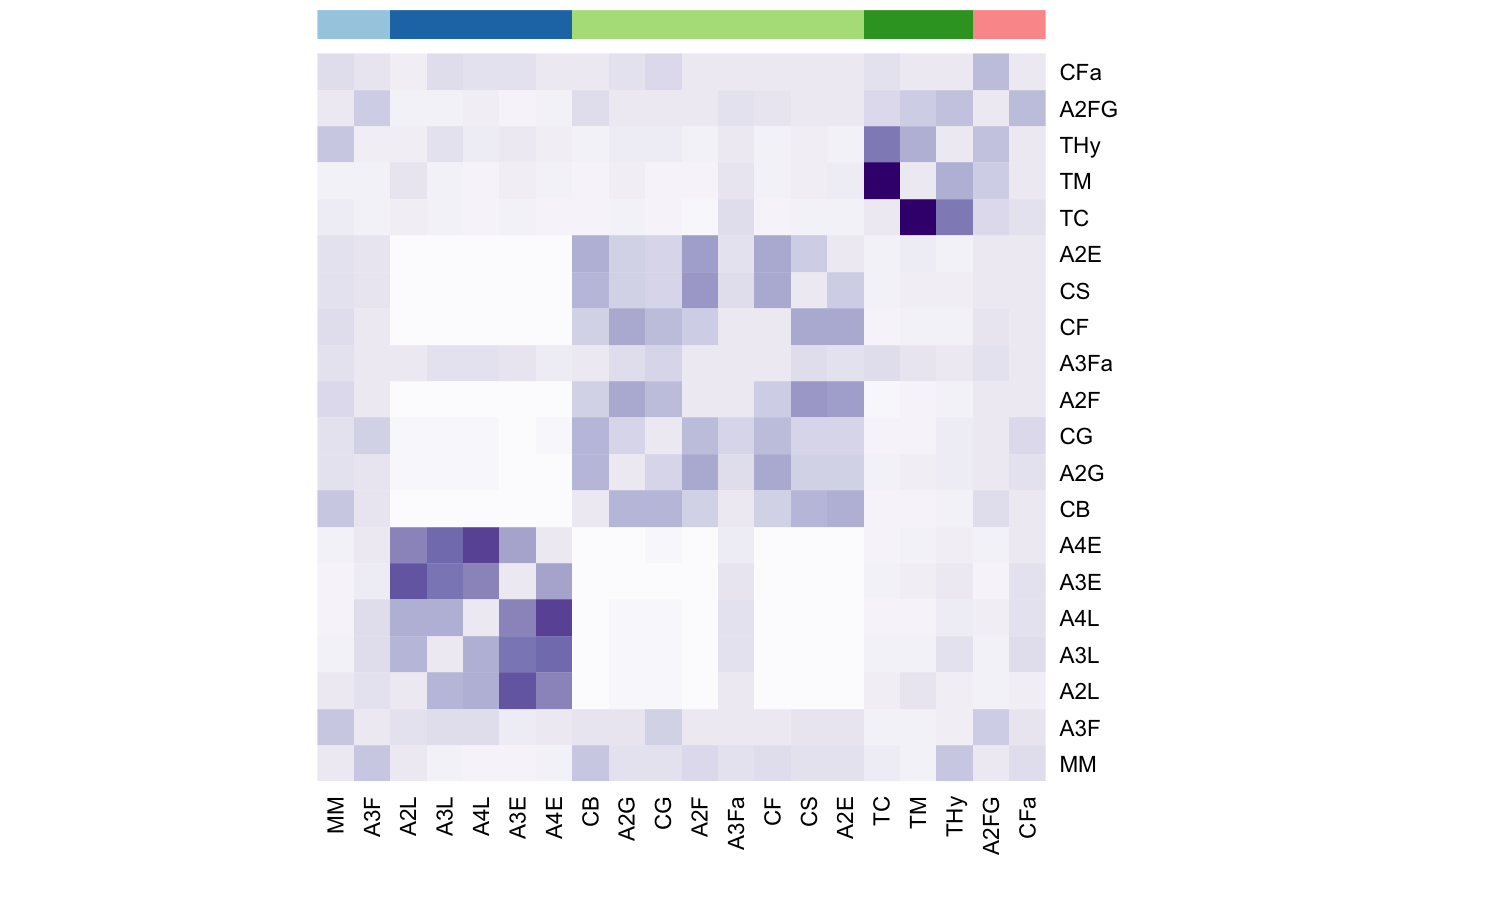 CFa
A2FG
THy
TM
TC
A2E
CS
CF
A3Fa
A2F
CG
A2G
CB
A4E
A3E
A4L
A3L
A2L
A3F
MM
MM A3F A2L A3L A4L A3E A4E CB A2G CG A2F A3Fa CF CS A2E TC TM THy A2FG CFa